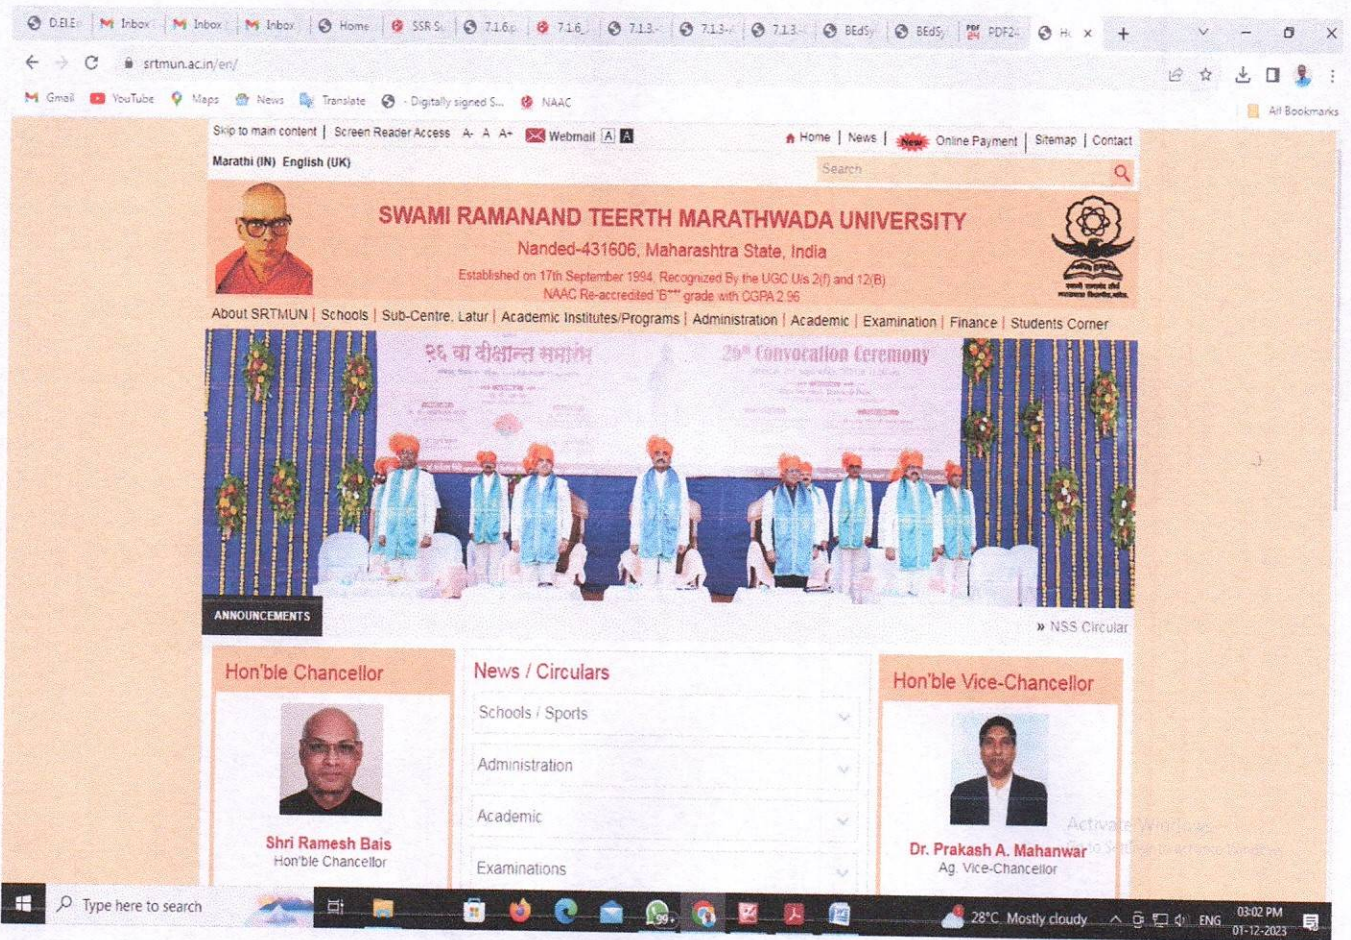 D.El.E
Inbox
Inbox
Inbox
Home
SSR S
7.1.6.p
7.1.6_
7.1.3.-
7.1.3-
7.1.3.-
BEdSy
BEdSy
PDF24
srtmun.ac.in/en/
Gmail YouTube Maps News Translate - Digitally signed S... NAAC
All Bookmarks
Skip to main content | Screen Reader Access A- A A+ Webmail A A
Home | News | New Online Payment | Sitemap | Contact
Marathi (IN) English (UK)
Search
SWAMI RAMANAND TEERTH MARATHWADA UNIVERSITY
Nanded-431606, Maharashtra State, India
Established on 17th September 1994, Recognized By the UGC U/s 2(f) and 12(B)
NAAC Re-accredited 'B++' grade with CGPA 2.96
About SRTMUN | Schools | Sub-Centre, Latur | Academic Institutes/Programs | Administration | Academic | Examination | Finance | Students Corner
२६ वा दीक्षान्त समारंभ
26th Convocation Ceremony
ANNOUNCEMENTS
» NSS Circular
Hon'ble Chancellor
Shri Ramesh Bais
Hon'ble Chancellor
News / Circulars
Schools / Sports
Administration
Academic
Examinations
Hon'ble Vice-Chancellor
Dr. Prakash A. Mahanwar
Ag. Vice-Chancellor
Activate Windows
Type here to search
99+
28°C Mostly cloudy
ENG
03:02 PM
01-12-2023